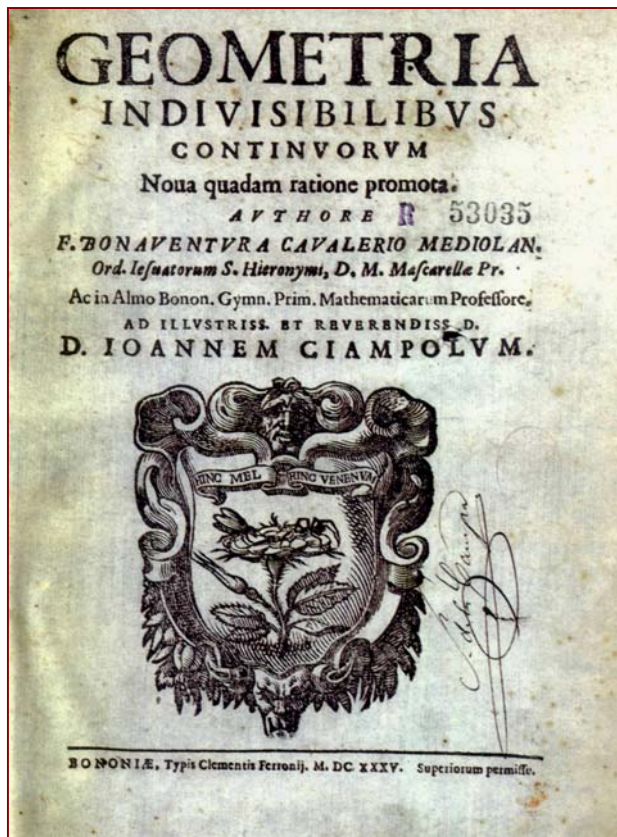 GEOMETRIA
INDIVISIBILIBVS
CONTINVORVM
Noua quadam ratione promota.
AVTHORE R 53035
F. BONAVENTVRA CAVALERIO MEDIOLAN.
Ord. Iesuatorum S. Hieronymi, D. M. Mascarellæ Pr.
Ac in Almo Bonon. Gymn. Prim. Mathematicarum Professore.
AD ILLVSTRISS. ET REVERENDISS. D.
D. IOANNEM CIAMPOLVM.
HINC MEL HINC VENENVM
BONONIÆ, Typis Clementis Ferronij. M. DC XXXV. Superiorum permissu.